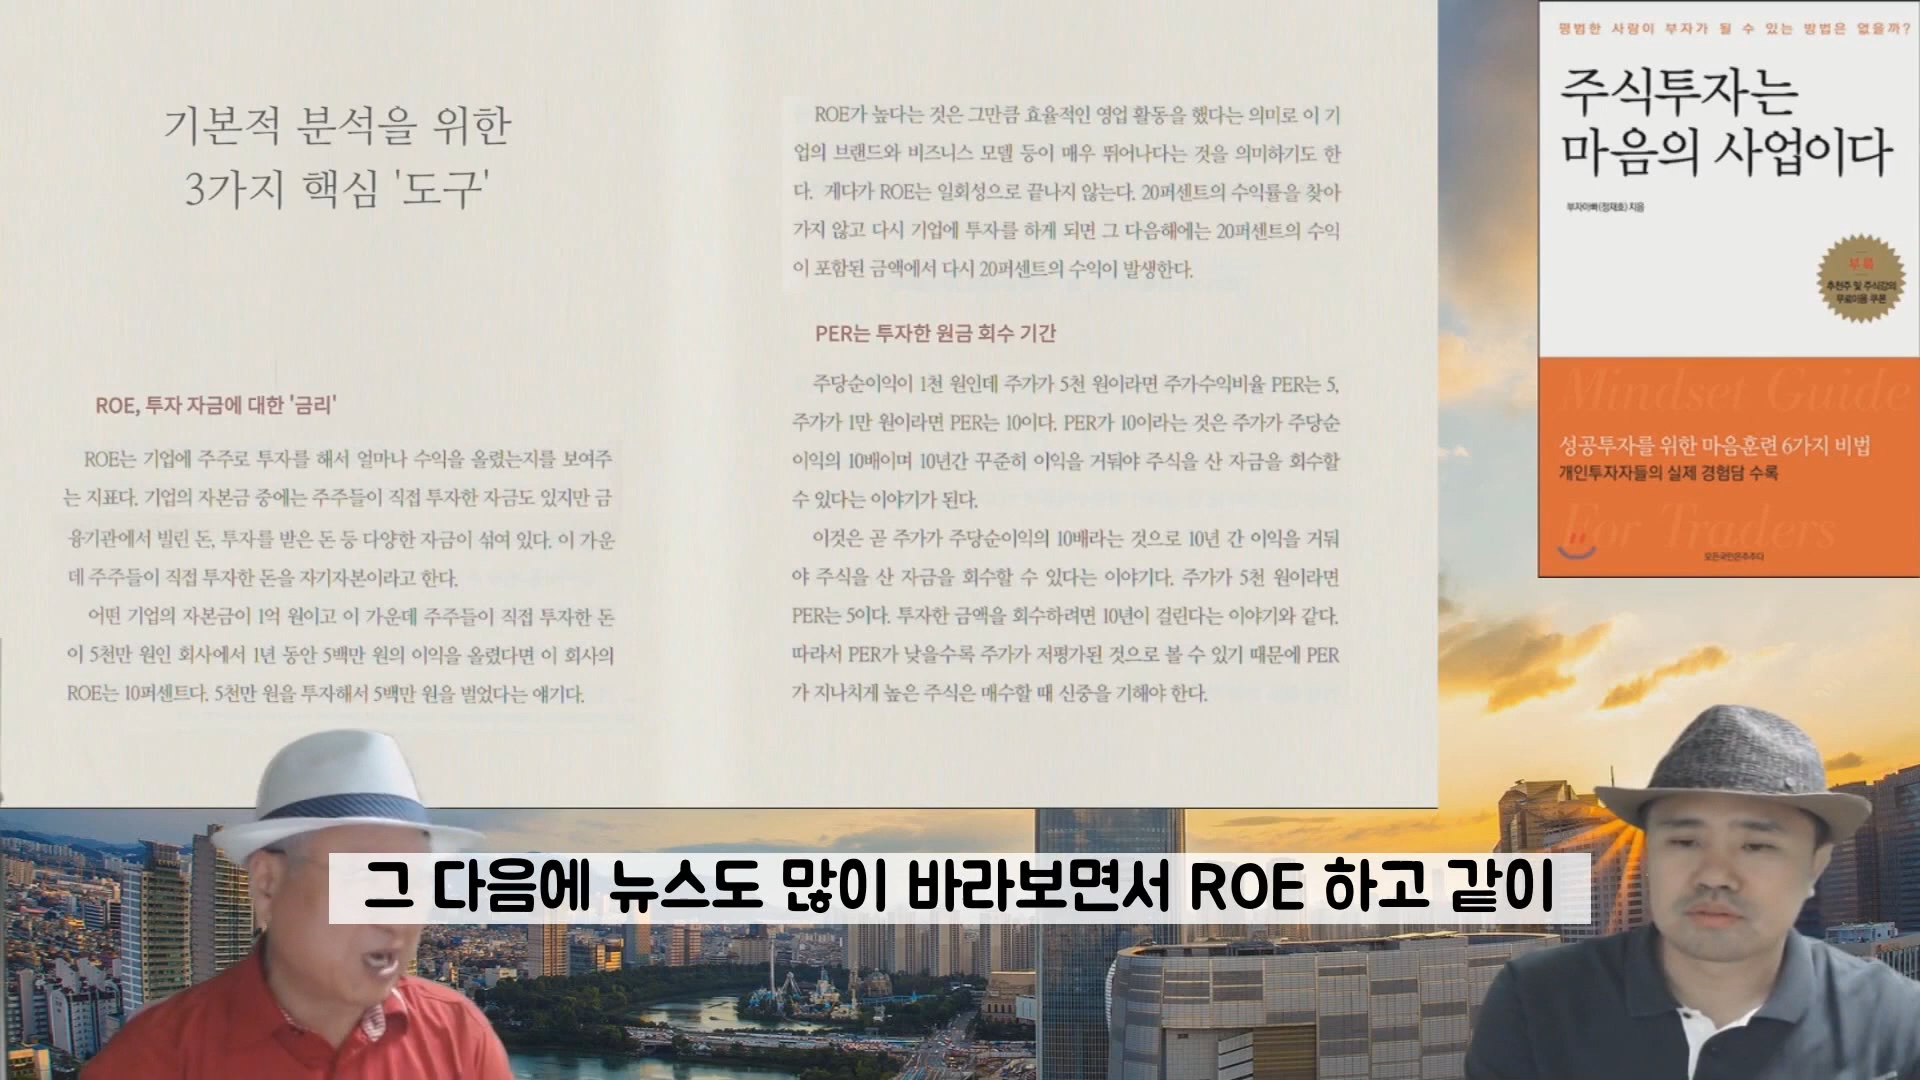 기본적 분석을 위한
3가지 핵심 '도구'
ROE, 투자 자금에 대한 '금리'
ROE는 기업에 주주로 투자를 해서 얼마나 수익을 올렸는지를 보여주
는 지표다. 기업의 자본금 중에는 주주들이 직접 투자한 자금도 있지만 금
융기관에서 빌린 돈, 투자를 받은 돈 등 다양한 자금이 섞여 있다. 이 가운
데 주주들이 직접 투자한 돈을 자기자본이라고 한다.
어떤 기업의 자본금이 1억 원이고 이 가운데 주주들이 직접 투자한 돈
이 5천만 원인 회사에서 1년 동안 5백만 원의 이익을 올렸다면 이 회사의
ROE는 10퍼센트다. 5천만 원을 투자해서 5백만 원을 벌었다는 얘기다.
ROE가 높다는 것은 그만큼 효율적인 영업 활동을 했다는 의미로 이 기
업의 브랜드와 비즈니스 모델 등이 매우 뛰어나다는 것을 의미하기도 한
다. 게다가 ROE는 일회성으로 끝나지 않는다. 20퍼센트의 수익률을 찾아
가지 않고 다시 기업에 투자를 하게 되면 그 다음해에는 20퍼센트의 수익
이 포함된 금액에서 다시 20퍼센트의 수익이 발생한다.
PER는 투자한 원금 회수 기간
주당순이익이 1천 원인데 주가가 5천 원이라면 주가수익비율 PER는 5,
주가가 1만 원이라면 PER는 10이다. PER가 10이라는 것은 주가가 주당순
이익의 10배이며 10년간 꾸준히 이익을 거둬야 주식을 산 자금을 회수할
수 있다는 이야기가 된다.
이것은 곧 주가가 주당순이익의 10배라는 것으로 10년 간 이익을 거둬
야 주식을 산 자금을 회수할 수 있다는 이야기다. 주가가 5천 원이라면
PER는 5이다. 투자한 금액을 회수하려면 10년이 걸린다는 이야기와 같다.
따라서 PER가 낮을수록 주가가 저평가된 것으로 볼 수 있기 때문에 PER
가 지나치게 높은 주식은 매수할 때 신중을 기해야 한다.
평범한 사람이 부자가 될 수 있는 방법은 없을까?
주식투자는
마음의 사업이다
부자아빠(정재호) 지음
부록
추천주 및 주식강의
무료이용 쿠폰
Mindset Guide
성공투자를 위한 마음훈련 6가지 비법
개인투자자들의 실제 경험담 수록
For Traders
모든국민은주주다
그 다음에 뉴스도 많이 바라보면서 ROE 하고 같이